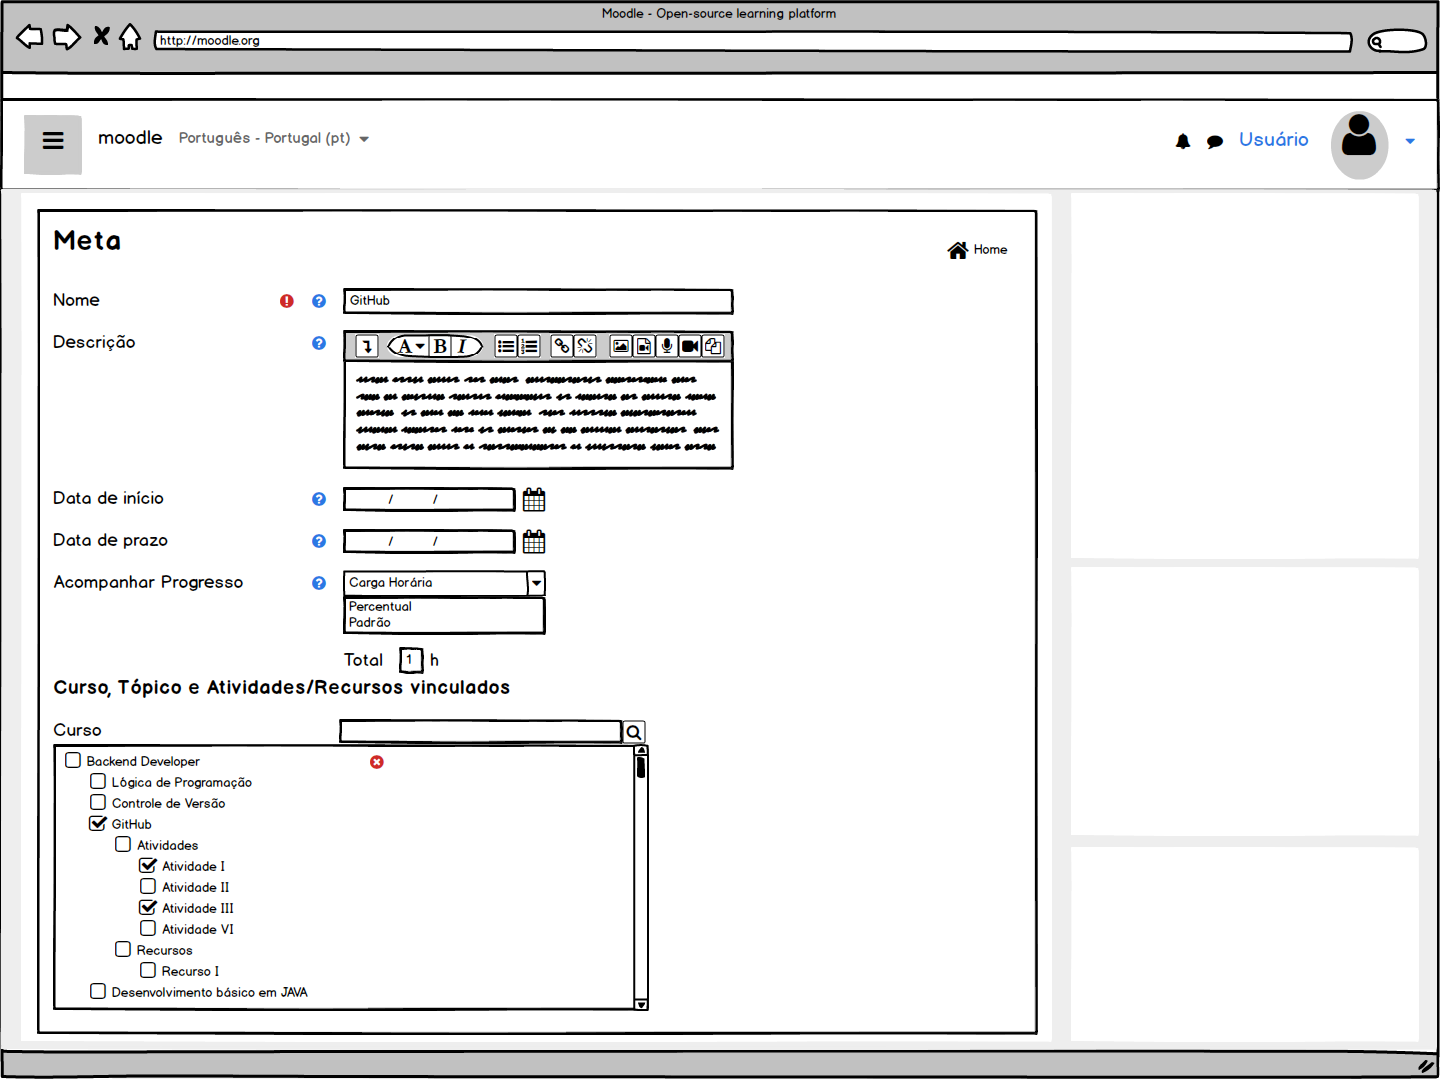 Moodle - Open-source learning platform
http://moodle.org
moodle Português - Portugal (pt) Usuário
Meta
Home
Nome GitHub
Descrição
A B I
Data de início / /
Data de prazo / /
Acompanhar Progresso Carga Horária
Percentual
Padrão
Total 1 h
Curso, Tópico e Atividades/Recursos vinculados
Curso
Backend Developer
Lógica de Programação
Controle de Versão
GitHub
Atividades
Atividade I
Atividade II
Atividade III
Atividade VI
Recursos
Recurso I
Desenvolvimento básico em JAVA